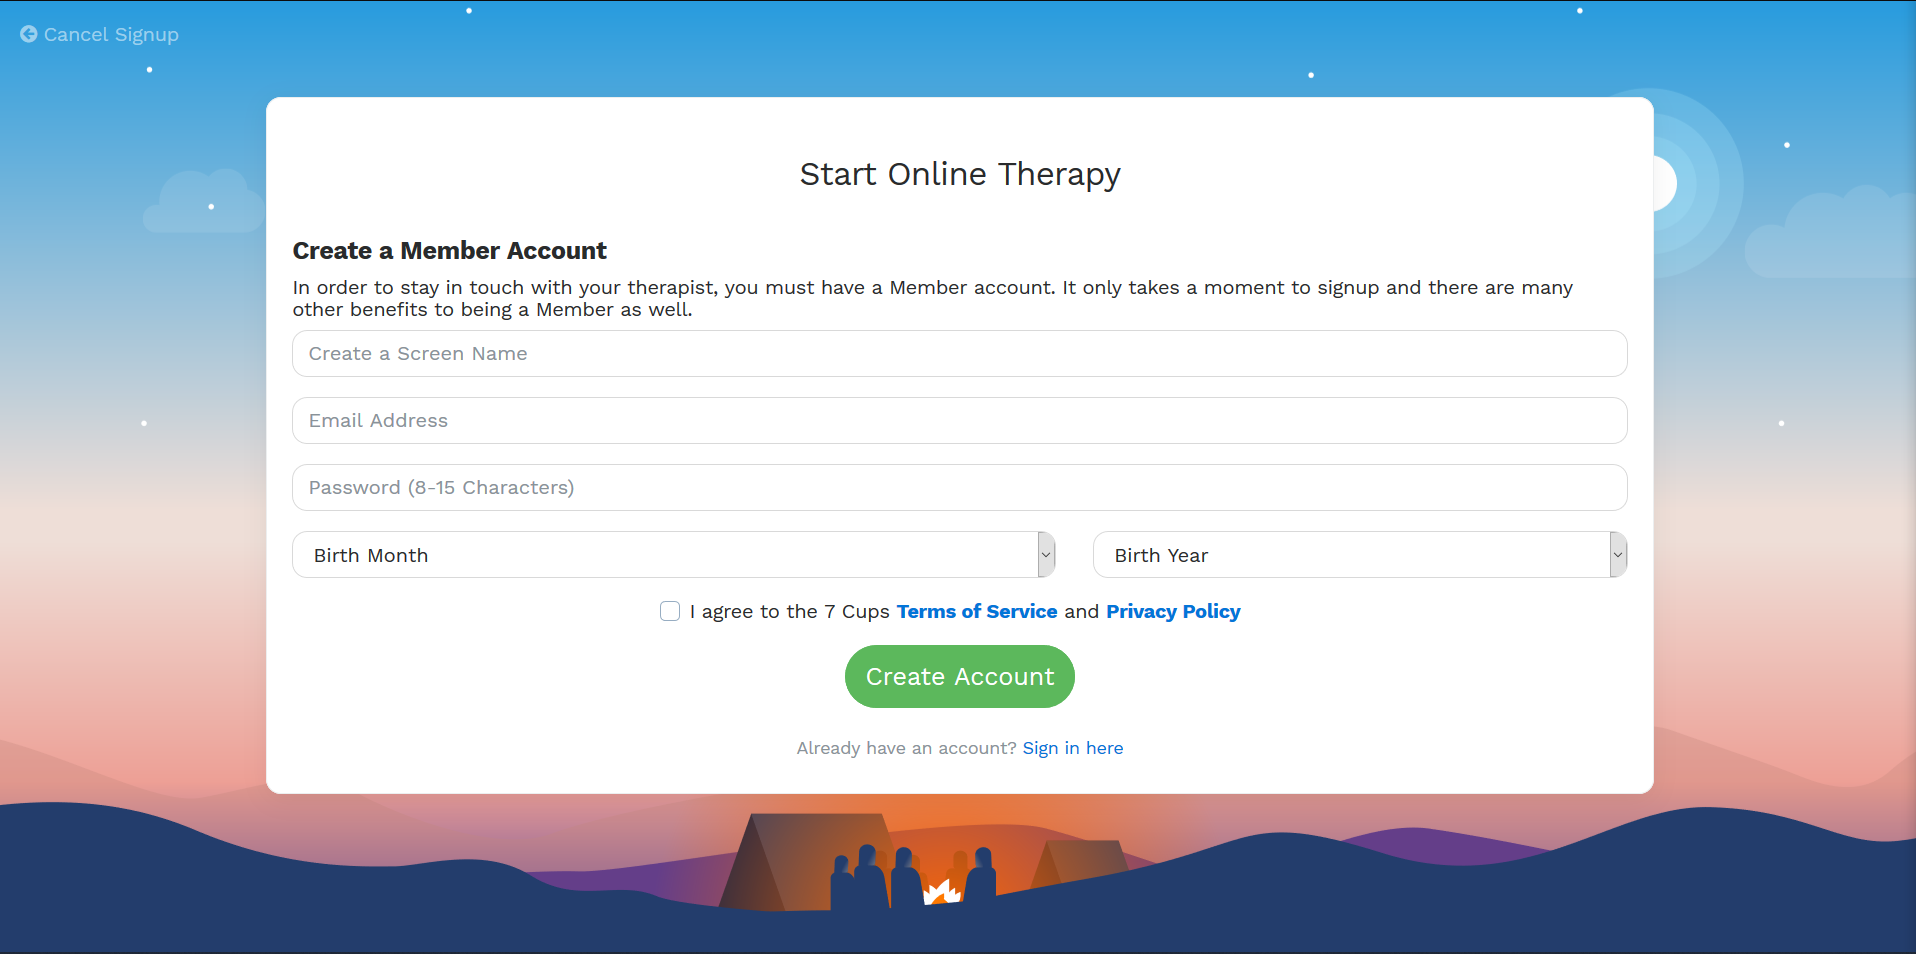 Cancel Signup
Start Online Therapy
Create a Member Account
In order to stay in touch with your therapist, you must have a Member account. It only takes a moment to signup and there are many
other benefits to being a Member as well.
Create a Screen Name
Email Address
Password (8-15 Characters)
Birth Month Birth Year
I agree to the 7 Cups Terms of Service and Privacy Policy
Create Account
Already have an account? Sign in here